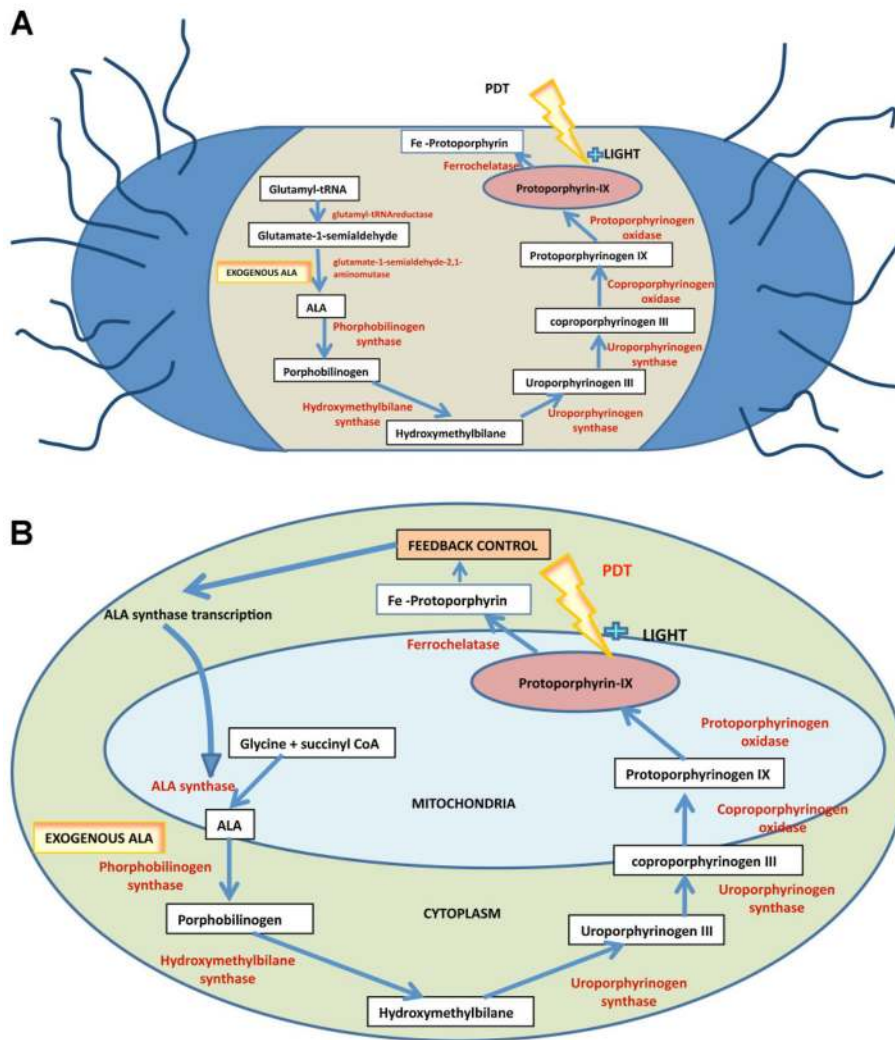 A
PDT
Fe -Protoporphyrin
LIGHT
Ferrochelatase
Protoporphyrin-IX
Glutamyl-tRNA
glutamyl-tRNAreductase
Glutamate-1-semialdehyde
Protoporphyrinogen
oxidase
Protoporphyrinogen IX
EXOGENOUS ALA
glutamate-1-semialdehyde-2,1-
aminomutase
Coproporphyrinogen
oxidase
ALA
Phorphobilinogen
synthase
coproporphyrinogen III
Uroporphyrinogen
synthase
Porphobilinogen
Uroporphyrinogen III
Hydroxymethylbilane
synthase
Uroporphyrinogen
synthase
Hydroxymethylbilane
B
FEEDBACK CONTROL
PDT
Fe -Protoporphyrin
ALA synthase transcription
LIGHT
Ferrochelatase
Protoporphyrin-IX
Glycine + succinyl CoA
Protoporphyrinogen
oxidase
ALA synthase
Protoporphyrinogen IX
MITOCHONDRIA
ALA
Coproporphyrinogen
oxidase
EXOGENOUS ALA
coproporphyrinogen III
Phorphobilinogen
synthase
Uroporphyrinogen
synthase
Porphobilinogen
CYTOPLASM
Uroporphyrinogen III
Hydroxymethylbilane
synthase
Uroporphyrinogen
synthase
Hydroxymethylbilane